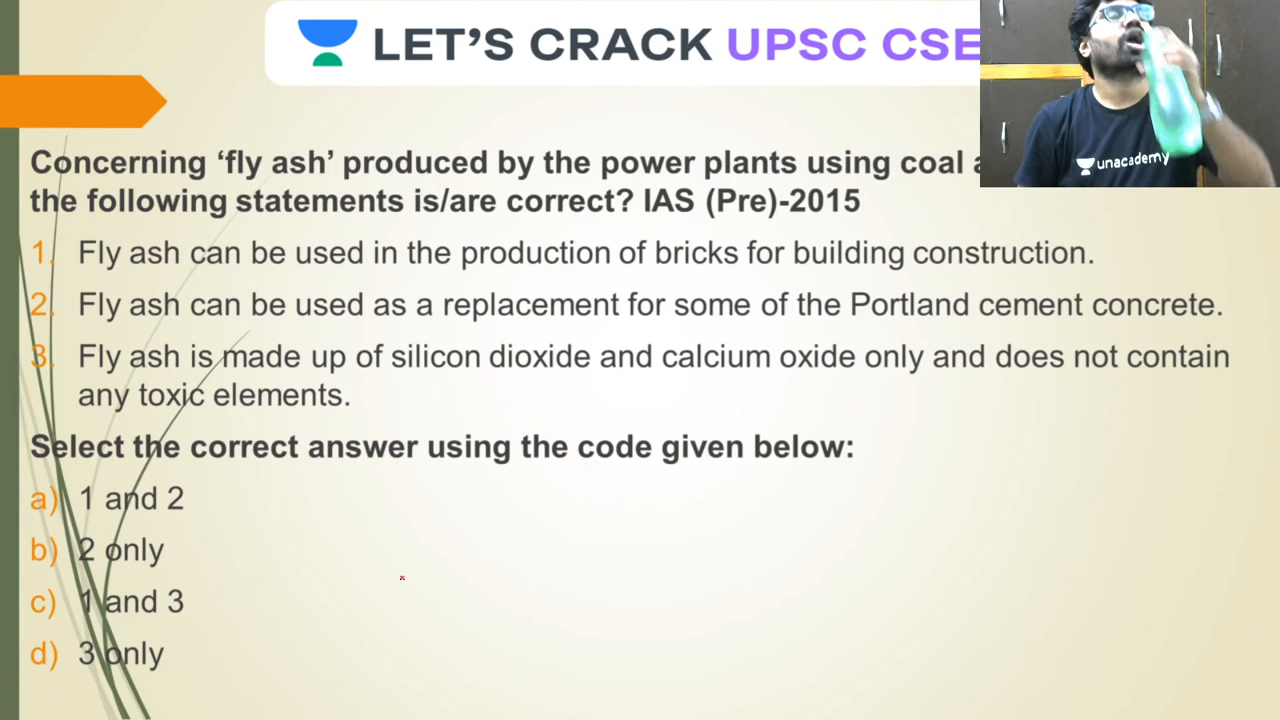 LET'S CRACK UPSC CSE
unacademy
Concerning ‘fly ash’ produced by the power plants using coal
the following statements is/are correct? IAS (Pre)-2015
1. Fly ash can be used in the production of bricks for building construction.
2. Fly ash can be used as a replacement for some of the Portland cement concrete.
3. Fly ash is made up of silicon dioxide and calcium oxide only and does not contain
any toxic elements.
Select the correct answer using the code given below:
a) 1 and 2
b) 2 only
c) 1 and 3
d) 3 only